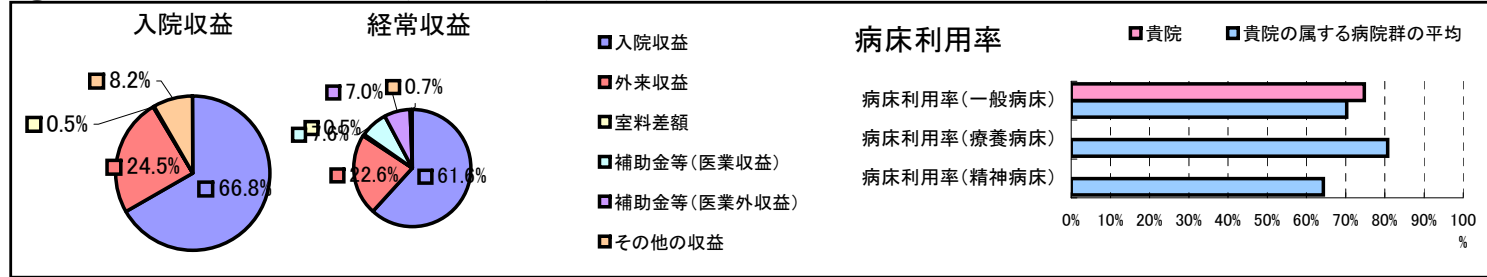 入院収益
8.2%
0.5%
24.5%
66.8%
経常収益
7.0%
0.7%
0.5%
7.6%
22.6%
61.6%
入院収益
外来収益
室料差額
補助金等(医業収益)
補助金等(医業外収益)
その他の収益
病床利用率
貴院
貴院の属する病院群の平均
病床利用率(一般病床)
病床利用率(療養病床)
病床利用率(精神病床)
0% 10% 20% 30% 40% 50% 60% 70% 80% 90% 100
%